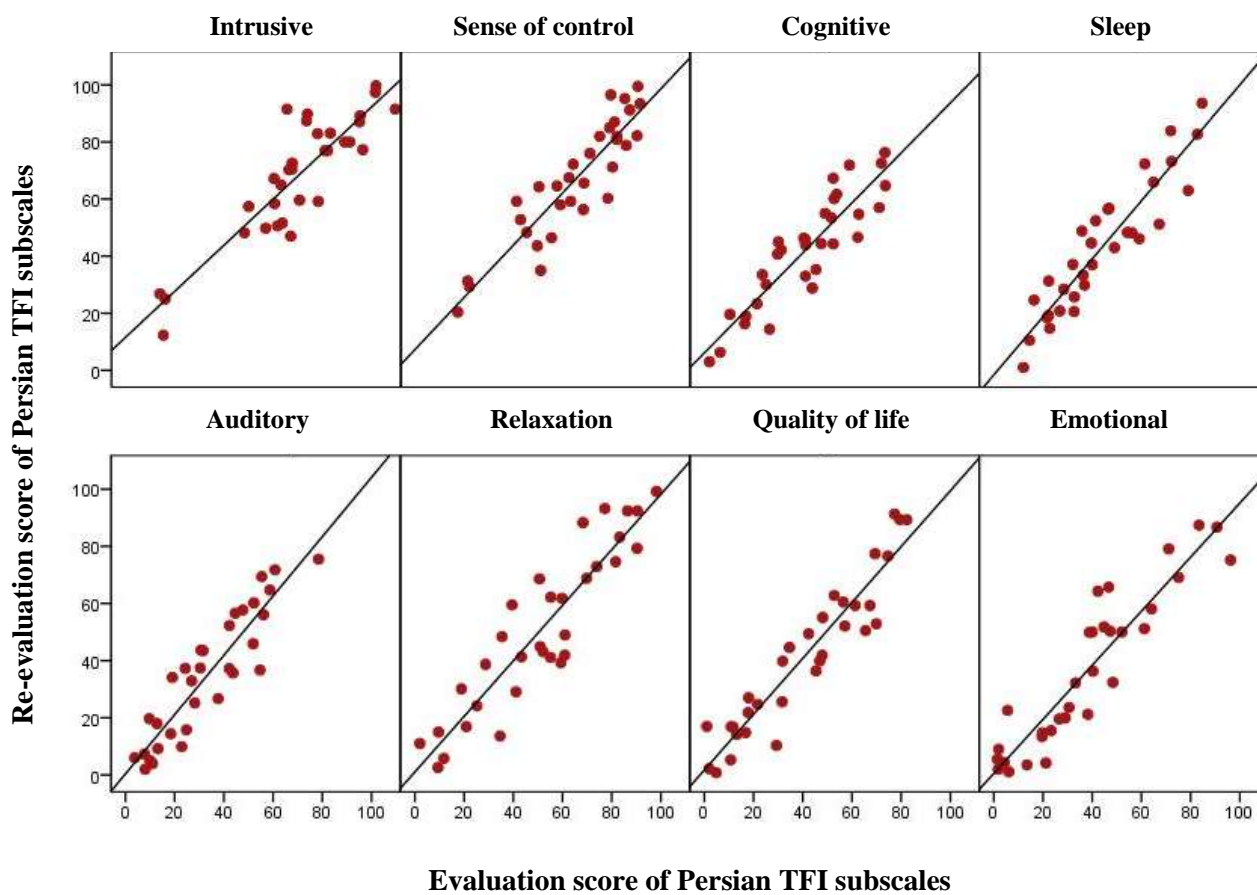 Intrusive Sense of control Cognitive Sleep
100
80
60
40
20
0
Auditory Relaxation Quality of life Emotional
100
80
60
40
20
0
0 20 40 60 80 100 0 20 40 60 80 100 0 20 40 60 80 100 0 20 40 60 80 100
Re-evaluation score of Persian TFI subscales
Evaluation score of Persian TFI subscales